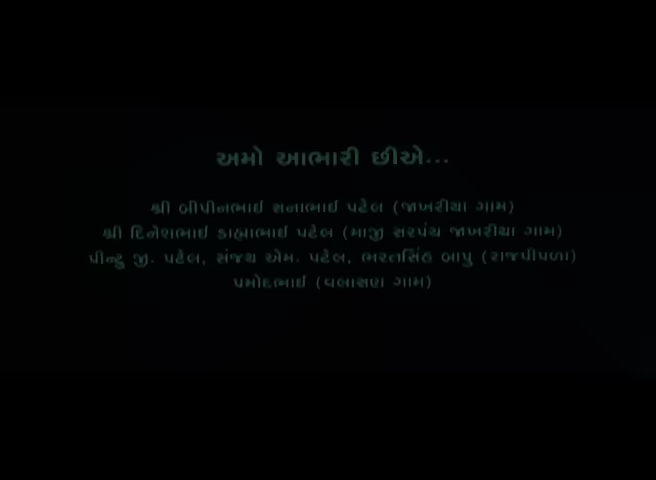 અમો આભારી છીએ...
શ્રી બીપીનભાઈ સનાભાઈ પટેલ (જાખરીયા ગામ)
શ્રી દિનેશભાઈ ડાહ્યાભાઈ પટેલ (માજી સરપંચ જાખરીયા ગામ)
પીન્ટુ જી. પટેલ, સંજય એમ. પટેલ, ભરતસિંહ બાપુ (રાજપીપળા)
પ્રમોદભાઈ (વલાસણ ગામ)